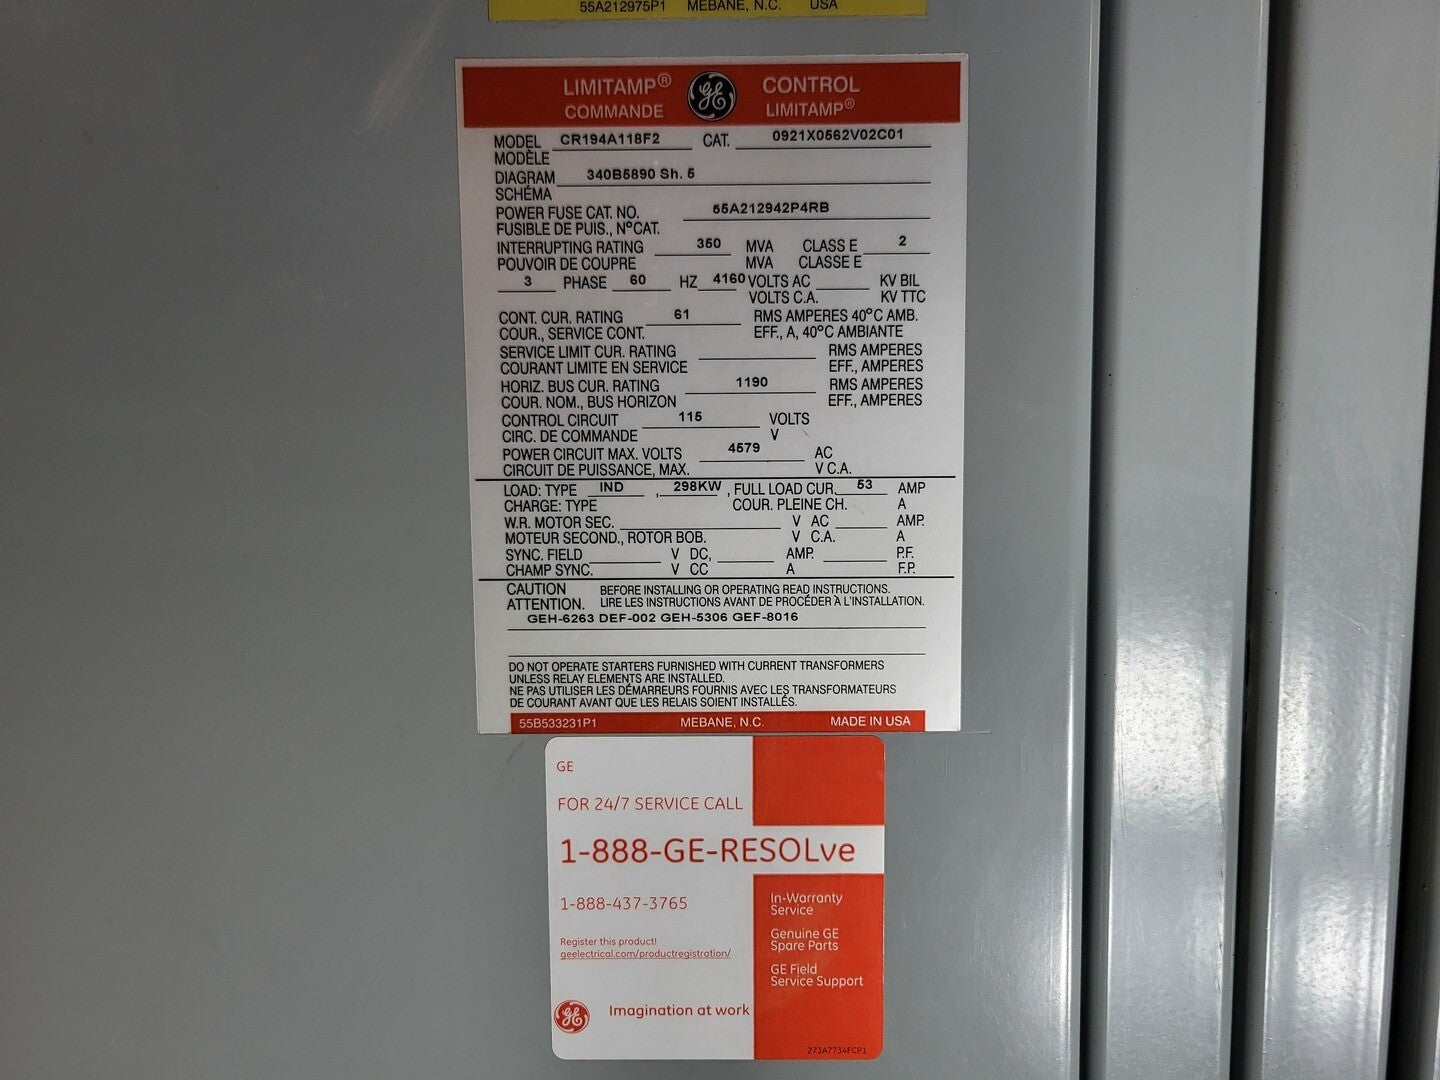 55A212975P1 MEBANE, N.C. USA
LIMITAMP® GE CONTROL
COMMANDE LIMITAMP®
MODEL CR194A118F2 CAT. 0921X0562V02C01
MODÈLE
DIAGRAM 340B5890 Sh. 5
SCHÉMA
POWER FUSE CAT. NO. 55A212942P4RB
FUSIBLE DE PUIS., NºCAT.
INTERRUPTING RATING 350 MVA CLASS E 2
POUVOIR DE COUPRE MVA CLASSE E
3 PHASE 60 HZ 4160 VOLTS AC KV BIL
VOLTS C.A. KV TTC
CONT. CUR. RATING 61 RMS AMPERES 40°C AMB.
COUR., SERVICE CONT. EFF., A, 40°C AMBIANTE
SERVICE LIMIT CUR. RATING RMS AMPERES
COURANT LIMITE EN SERVICE EFF., AMPERES
HORIZ. BUS CUR. RATING 1190 RMS AMPERES
COUR. NOM., BUS HORIZON EFF., AMPERES
CONTROL CIRCUIT 115 VOLTS
CIRC. DE COMMANDE V
POWER CIRCUIT MAX. VOLTS 4579 AC
CIRCUIT DE PUISSANCE, MAX. V C.A.
LOAD: TYPE IND , 298KW , FULL LOAD CUR. 53 AMP
CHARGE: TYPE COUR. PLEINE CH. A
W.R. MOTOR SEC. V AC AMP.
MOTEUR SECOND., ROTOR BOB. V C.A. A
SYNC. FIELD V DC, AMP. P.F.
CHAMP SYNC. V CC A F.P.
CAUTION BEFORE INSTALLING OR OPERATING READ INSTRUCTIONS.
ATTENTION. LIRE LES INSTRUCTIONS AVANT DE PROCÉDER À L'INSTALLATION.
GEH-6263 DEF-002 GEH-5306 GEF-8016
DO NOT OPERATE STARTERS FURNISHED WITH CURRENT TRANSFORMERS
UNLESS RELAY ELEMENTS ARE INSTALLED.
NE PAS UTILISER LES DÉMARREURS FOURNIS AVEC LES TRANSFORMATEURS
DE COURANT AVANT QUE LES RELAIS SOIENT INSTALLÉS.
55B533231P1 MEBANE, N.C. MADE IN USA
GE
FOR 24/7 SERVICE CALL
1-888-GE-RESOLve
1-888-437-3765
In-Warranty
Service
Genuine GE
Spare Parts
GE Field
Service Support
Register this product!
geelectrical.com/productregistration/
GE Imagination at work
273A7734FCP1